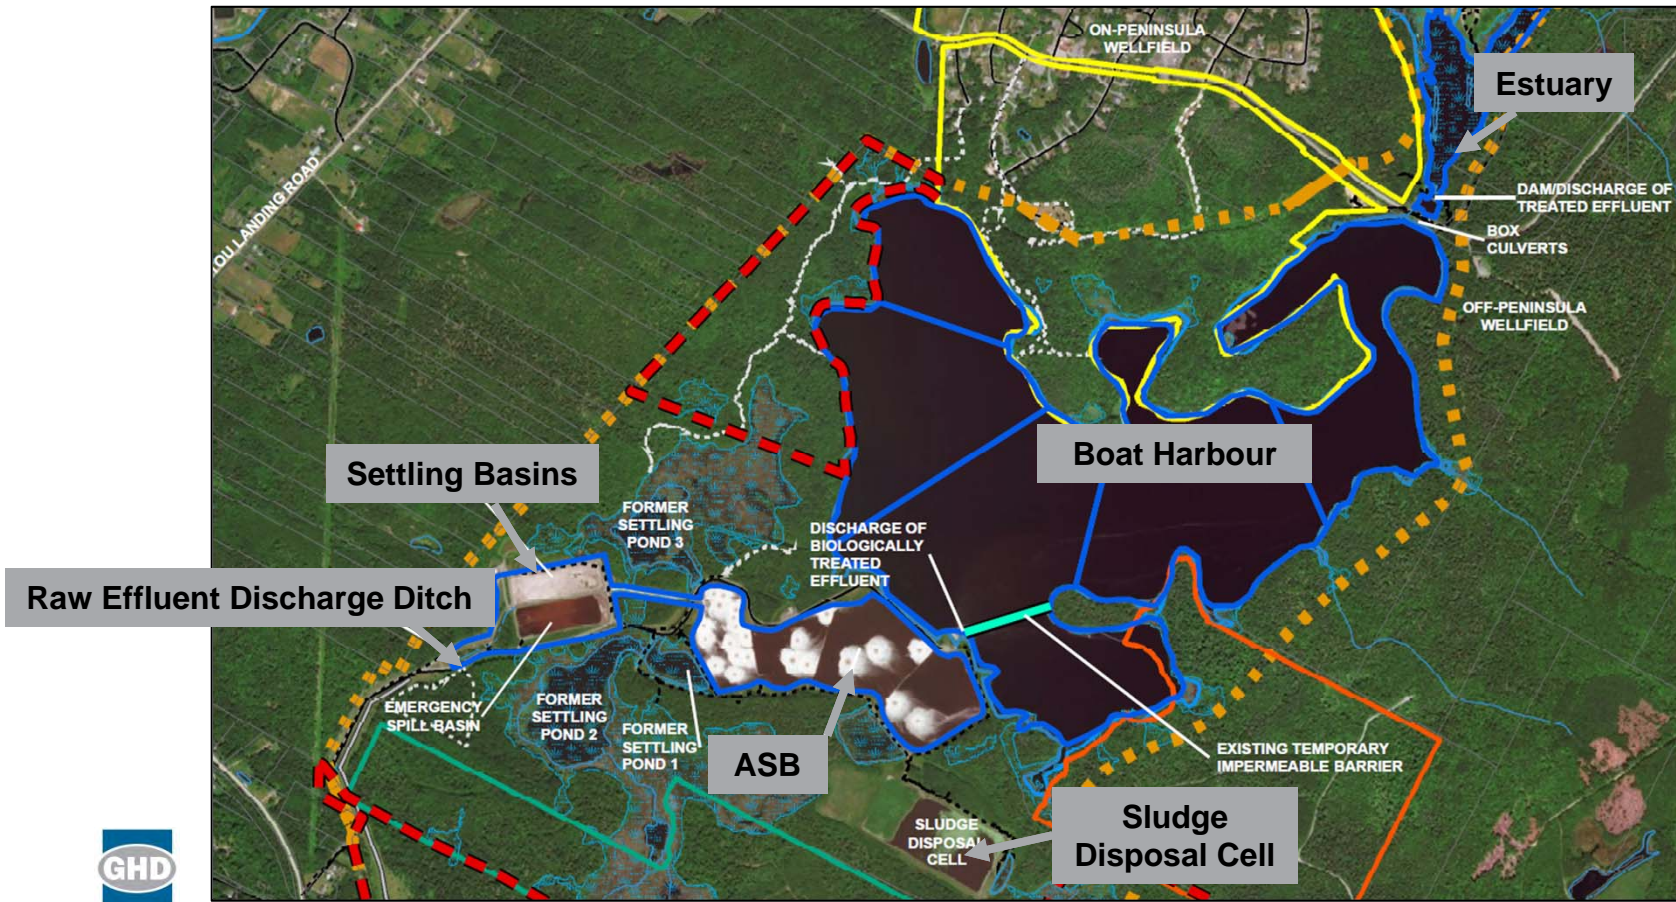 ON-PENINSULA
WELLFIELD
Estuary
DAM/DISCHARGE OF
TREATED EFFLUENT
BOX
CULVERTS
OFF-PENINSULA
WELLFIELD
LANDING ROAD
Boat Harbour
Settling Basins
FORMER
SETTLING
POND 3
DISCHARGE OF
BIOLOGICALLY
TREATED
EFFLUENT
Raw Effluent Discharge Ditch
EMERGENCY
SPILL BASIN
FORMER
SETTLING
POND 2
FORMER
SETTLING
POND 1
ASB
EXISTING TEMPORARY
IMPERMEABLE BARRIER
SLUDGE
DISPOSAL
CELL
Sludge
Disposal Cell
GHD